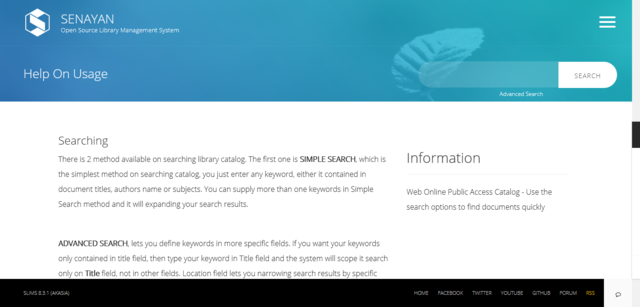 SENAYAN
Open Source Library Management System
Help On Usage
SEARCH
Advanced Search
Searching
There is 2 method available on searching library catalog. The first one is SIMPLE SEARCH, which is
the simplest method on searching catalog, you just enter any keyword, either it contained in
document titles, authors name or subjects. You can supply more than one keywords in Simple
Search method and it will expanding your search results.
ADVANCED SEARCH, lets you define keywords in more specific fields. If you want your keywords
only contained in title field, then type your keyword in Title field and the system will scope it search
only on Title field, not in other fields. Location field lets you narrowing search results by specific
Information
Web Online Public Access Catalog - Use the
search options to find documents quickly
SLIMS 8.3.1 (AKASIA)
HOME FACEBOOK TWITTER YOUTUBE GITHUB FORUM RSS